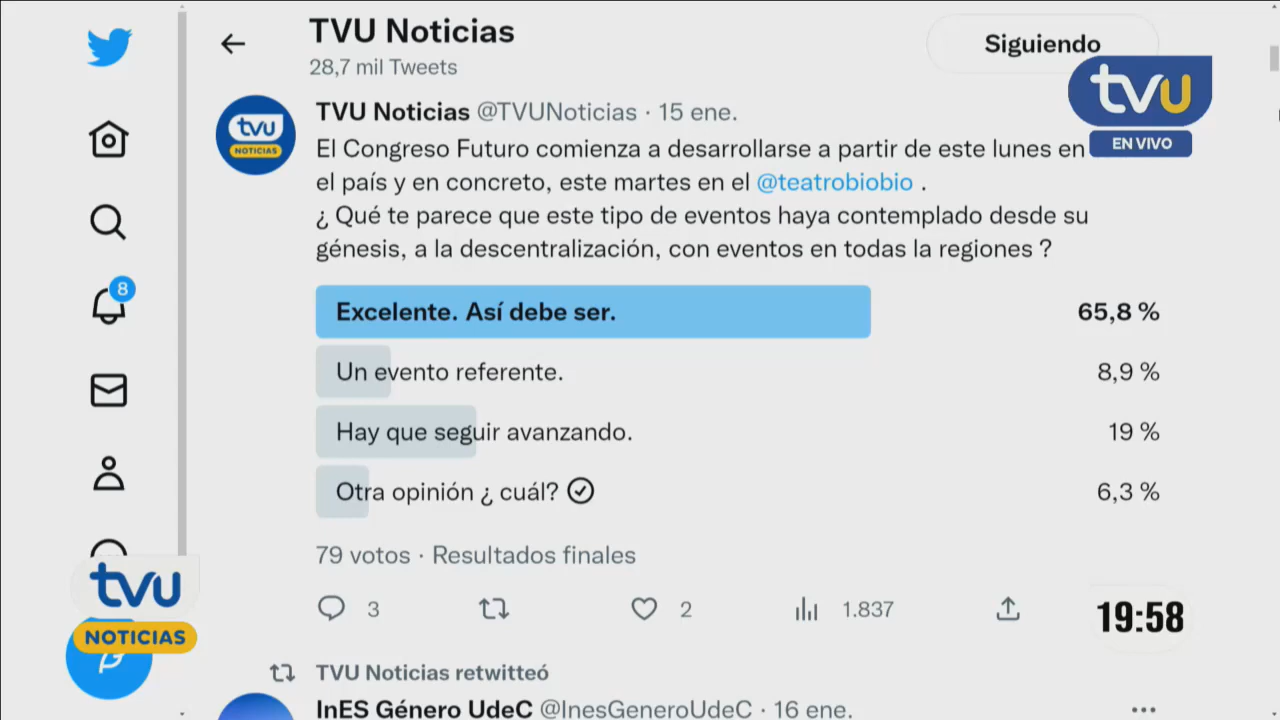 TVU Noticias
28,7 mil Tweets
Siguiendo
tvu
EN VIVO
tvu
NOTICIAS
TVU Noticias @TVUNoticias · 15 ene.
El Congreso Futuro comienza a desarrollarse a partir de este lunes en
el país y en concreto, este martes en el @teatrobiobio .
¿ Qué te parece que este tipo de eventos haya contemplado desde su
génesis, a la descentralización, con eventos en todas la regiones ?
Excelente. Así debe ser. 65,8 %
Un evento referente. 8,9 %
Hay que seguir avanzando. 19 %
Otra opinión ¿ cuál? 6,3 %
79 votos · Resultados finales
3 2 1.837
8
tvu
NOTICIAS
19:58
TVU Noticias retwitteó
InES Género UdeC @InesGeneroUdeC · 16 ene.